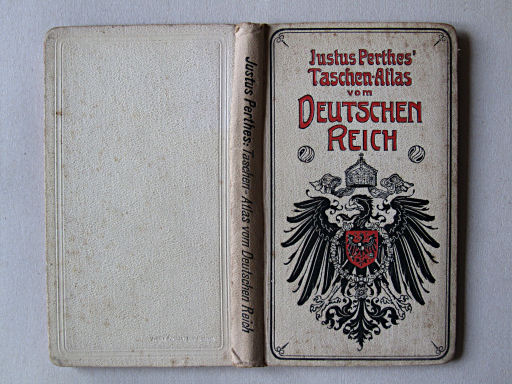 Justus Perthes'
Taschen-Atlas
vom
DEUTSCHEN
REICH
Justus Perthes: Taschen-Atlas vom Deutschen Reich